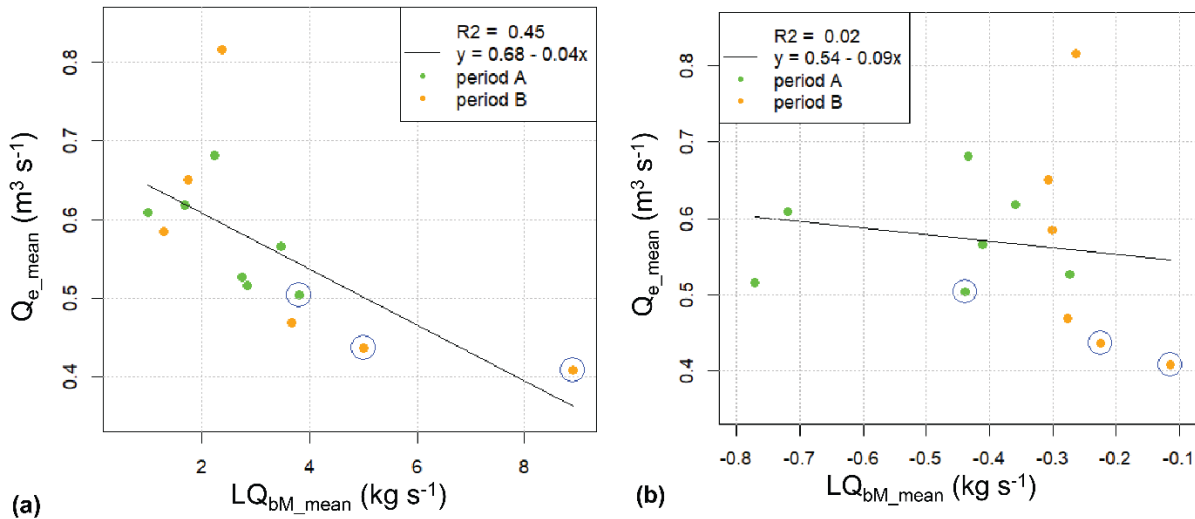 R2 = 0.45
y = 0.68 - 0.04x
period A
period B
0.8
0.7
0.6
0.5
0.4
Qe_mean (m³ s⁻¹)
2 4 6 8
LQbM_mean (kg s⁻¹)
(a)
R2 = 0.02
y = 0.54 - 0.09x
period A
period B
0.8
0.7
0.6
0.5
0.4
Qe_mean (m³ s⁻¹)
-0.8 -0.7 -0.6 -0.5 -0.4 -0.3 -0.2 -0.1
LQbM_mean (kg s⁻¹)
(b)